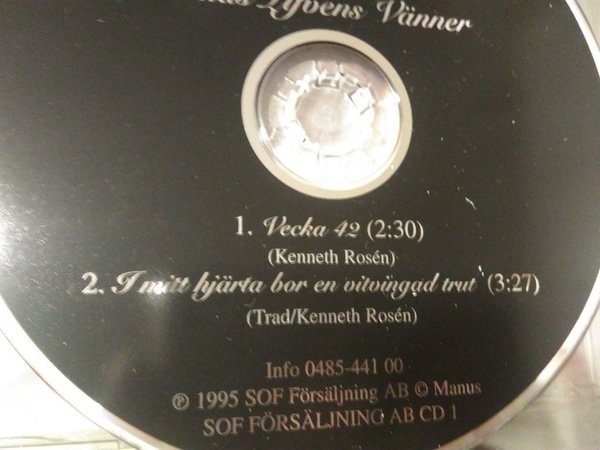 Tyvens Vänner
1. Vecka 42 (2:30)
(Kenneth Rosén)
2. I mitt hjärta bor en vitvingad trut (3:27)
(Trad/Kenneth Rosén)
Info 0485-441 00
℗ 1995 SOF Försäljning AB © Manus
SOF FÖRSÄLJNING AB CD 1